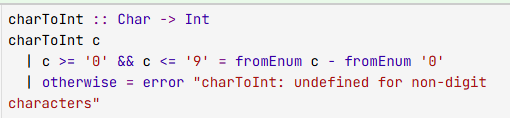 charToInt :: Char -> Int
charToInt c
  | c >= '0' && c <= '9' = fromEnum c - fromEnum '0'
  | otherwise = error "charToInt: undefined for non-digit
characters"